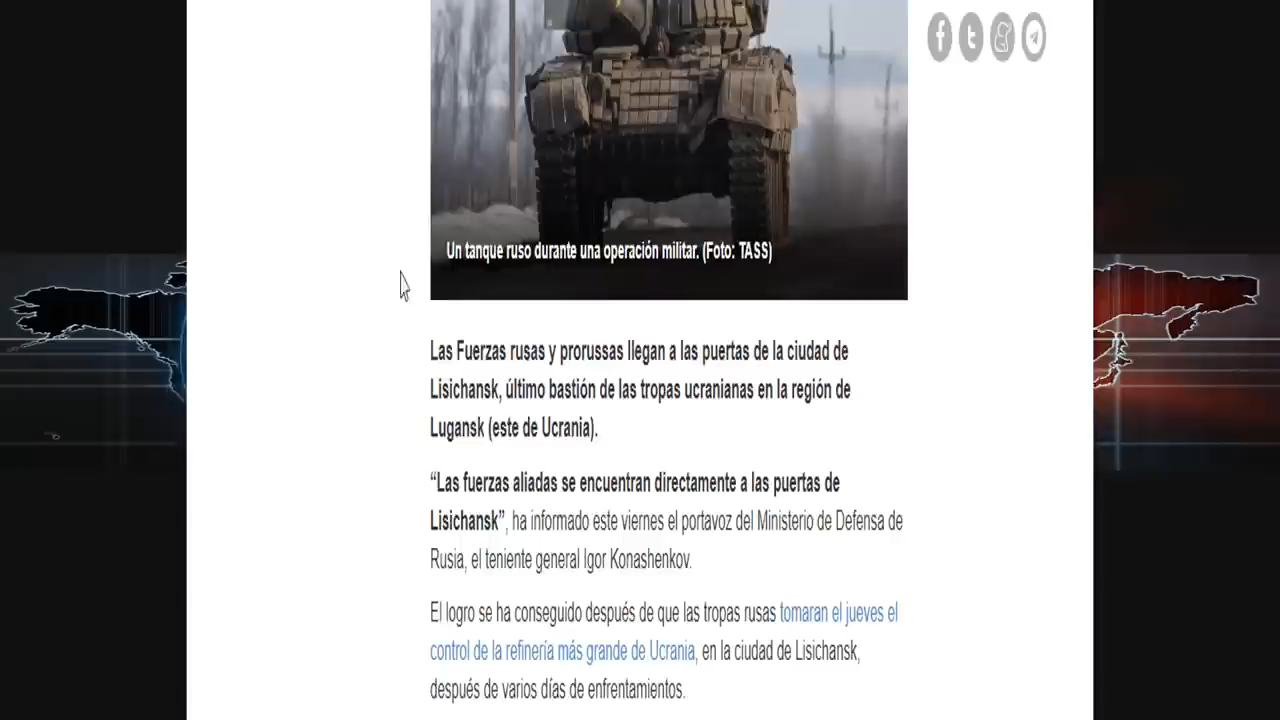 Un tanque ruso durante una operación militar. (Foto: TASS)
Las Fuerzas rusas y prorussas llegan a las puertas de la ciudad de
Lisichansk, último bastión de las tropas ucranianas en la región de
Lugansk (este de Ucrania).
“Las fuerzas aliadas se encuentran directamente a las puertas de
Lisichansk”, ha informado este viernes el portavoz del Ministerio de Defensa de
Rusia, el teniente general Igor Konashenkov.
El logro se ha conseguido después de que las tropas rusas tomaran el jueves el
control de la refinería más grande de Ucrania, en la ciudad de Lisichansk,
después de varios días de enfrentamientos.